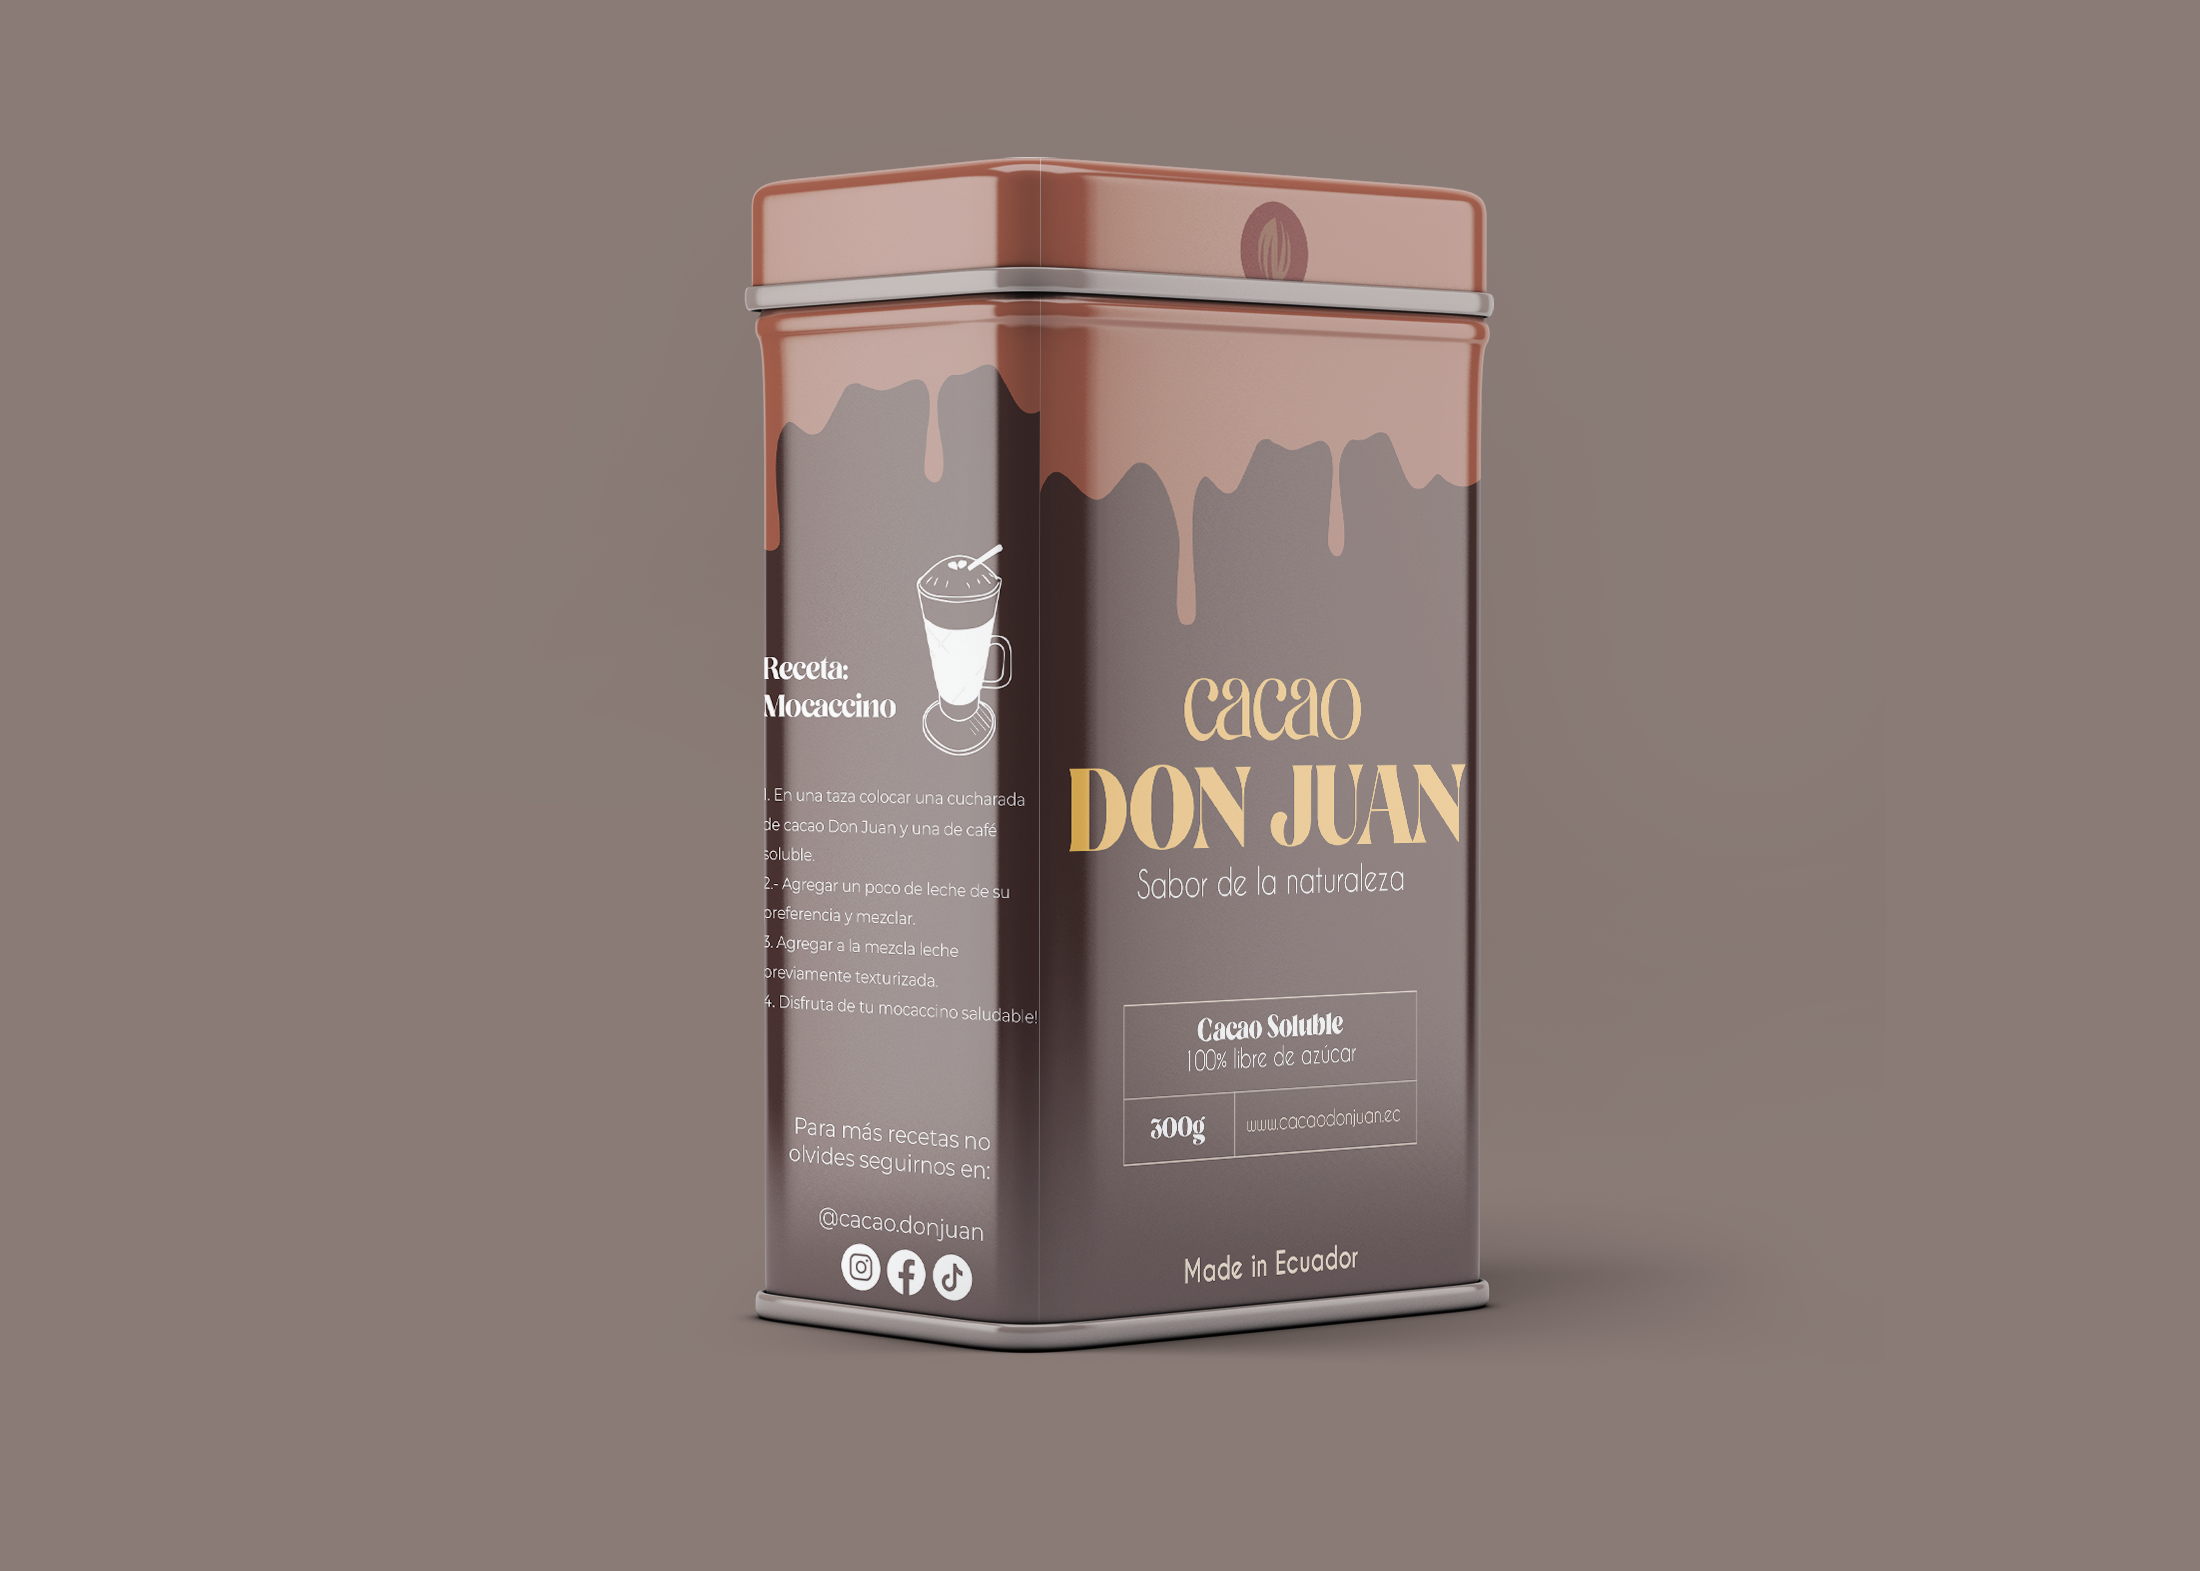 Receta:
Mocaccino
1. En una taza colocar una cucharada
de cacao Don Juan y una de café
soluble.
2.- Agregar un poco de leche de su
preferencia y mezclar.
3. Agregar a la mezcla leche
previamente texturizada.
4. Disfruta de tu mocaccino saludable!
Para más recetas no
olvides seguirnos en:
@cacao.donjuan
cacao
DON JUAN
Sabor de la naturaleza
Cacao Soluble
100% libre de azúcar
300g
www.cacaodonjuan.ec
Made in Ecuador